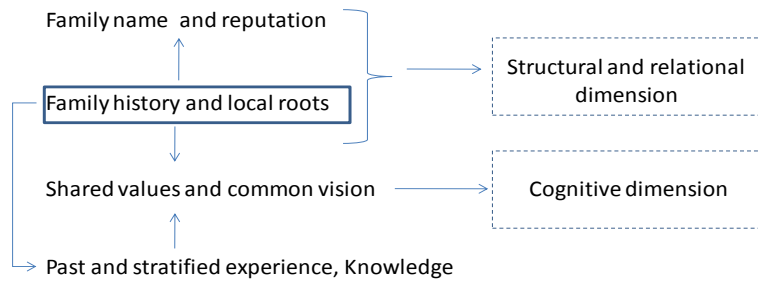 Family name and reputation
Structural and relational
dimension
Family history and local roots
Shared values and common vision
Cognitive dimension
Past and stratified experience, Knowledge